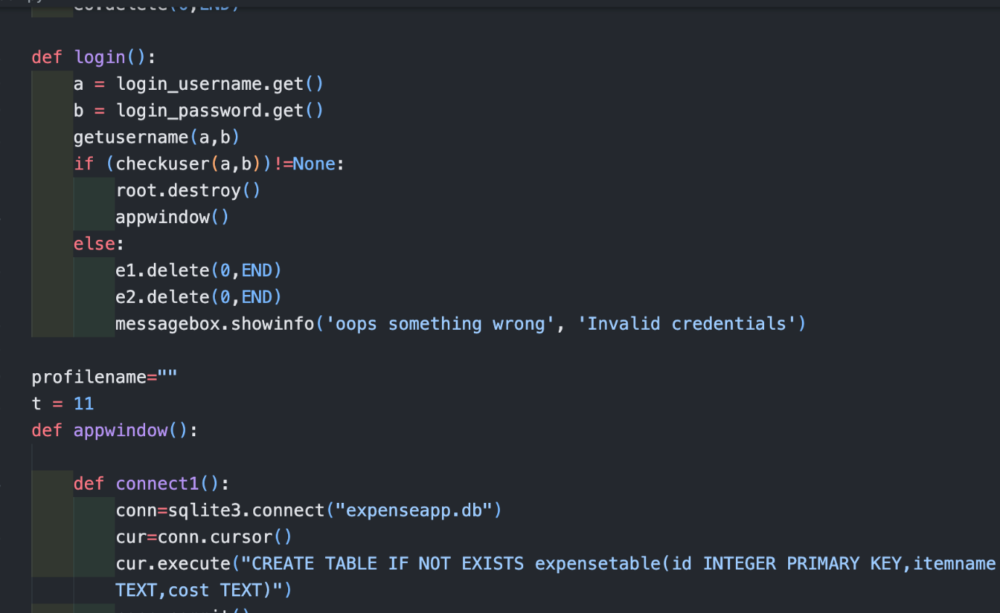 def login():
a = login_username.get()
b = login_password.get()
getusername(a,b)
if (checkuser(a,b))!=None:
root.destroy()
appwindow()
else:
e1.delete(0,END)
e2.delete(0,END)
messagebox.showinfo('oops something wrong', 'Invalid credentials')
profilename=""
t = 11
def appwindow():
def connect1():
conn=sqlite3.connect("expenseapp.db")
cur=conn.cursor()
cur.execute("CREATE TABLE IF NOT EXISTS expensetable(id INTEGER PRIMARY KEY,itemname
TEXT,cost TEXT)")